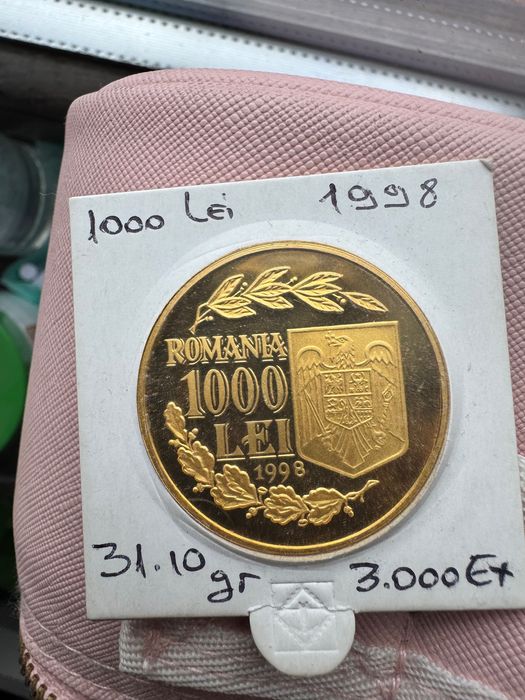 1000 Lei 1998
ROMANIA
1000
LEI
1998
31.10 gr 3.000 Ex